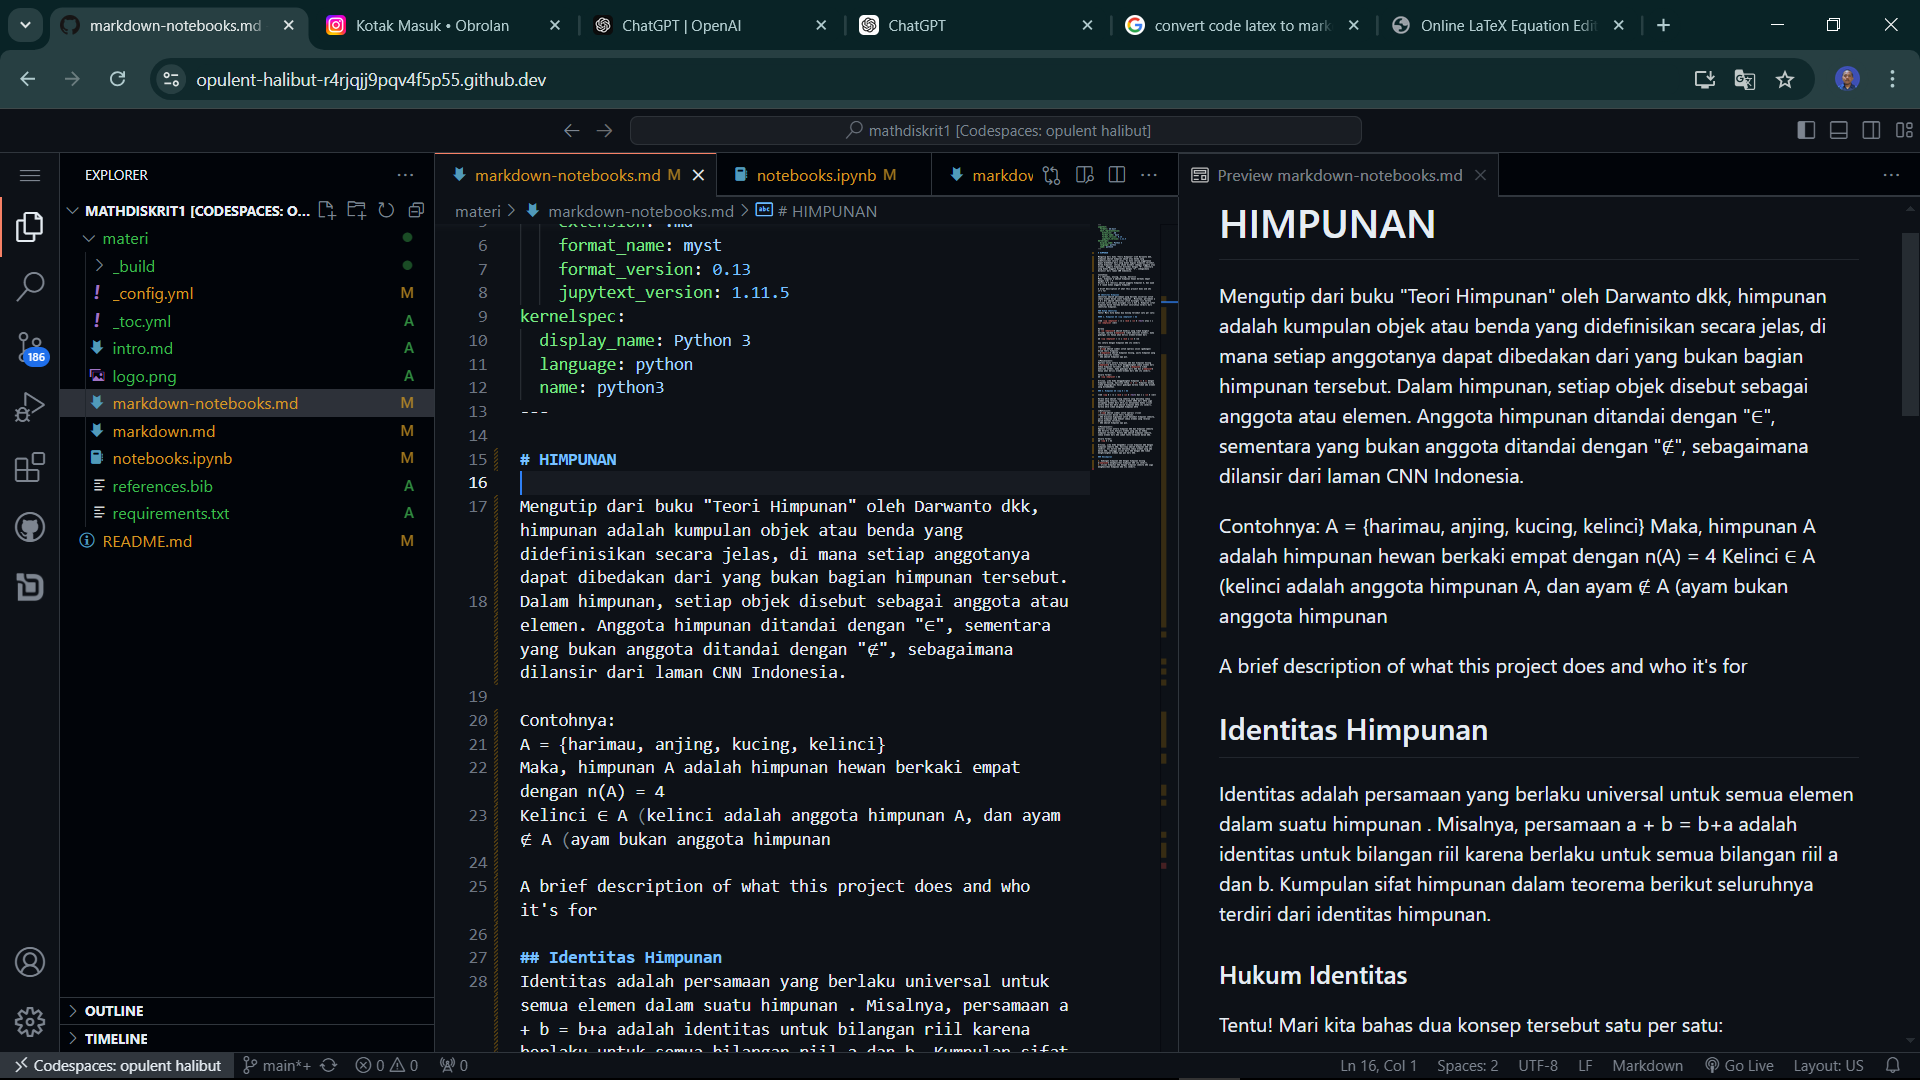 markdown-notebooks.md
Kotak Masuk • Obrolan
ChatGPT | OpenAI
ChatGPT
convert code latex to mark
Online LaTeX Equation Edit
opulent-halibut-r4rjqjj9pqv4f5p55.github.dev
mathdiskrit1 [Codespaces: opulent halibut]
EXPLORER
MATHDISKRIT1 [CODESPACES: O...
materi
_build
_config.yml M
_toc.yml A
intro.md A
logo.png A
markdown-notebooks.md M
markdown.md M
notebooks.ipynb M
references.bib A
requirements.txt A
README.md M
186
OUTLINE
TIMELINE
markdown-notebooks.md M
notebooks.ipynb M
markdov
materi > markdown-notebooks.md > # HIMPUNAN
6 format_name: myst
7 format_version: 0.13
8 jupytext_version: 1.11.5
9 kernelspec:
10 display_name: Python 3
11 language: python
12 name: python3
13 ---
14
15 # HIMPUNAN
16
17 Mengutip dari buku "Teori Himpunan" oleh Darwanto dkk,
himpunan adalah kumpulan objek atau benda yang
didefinisikan secara jelas, di mana setiap anggotanya
dapat dibedakan dari yang bukan bagian himpunan tersebut.
18 Dalam himpunan, setiap objek disebut sebagai anggota atau
elemen. Anggota himpunan ditandai dengan "∈", sementara
yang bukan anggota ditandai dengan "∉", sebagaimana
dilansir dari laman CNN Indonesia.
19
20 Contohnya:
21 A = {harimau, anjing, kucing, kelinci}
22 Maka, himpunan A adalah himpunan hewan berkaki empat
dengan n(A) = 4
23 Kelinci ∈ A (kelinci adalah anggota himpunan A, dan ayam
∉ A (ayam bukan anggota himpunan
24
25 A brief description of what this project does and who
it's for
26
27 ## Identitas Himpunan
28 Identitas adalah persamaan yang berlaku universal untuk
semua elemen dalam suatu himpunan . Misalnya, persamaan a
+ b = b+a adalah identitas untuk bilangan riil karena
berlaku untuk semua bilangan riil a dan b. Kumpulan sifat
Preview markdown-notebooks.md
HIMPUNAN
Mengutip dari buku "Teori Himpunan" oleh Darwanto dkk, himpunan
adalah kumpulan objek atau benda yang didefinisikan secara jelas, di
mana setiap anggotanya dapat dibedakan dari yang bukan bagian
himpunan tersebut. Dalam himpunan, setiap objek disebut sebagai
anggota atau elemen. Anggota himpunan ditandai dengan "∈",
sementara yang bukan anggota ditandai dengan "∉", sebagaimana
dilansir dari laman CNN Indonesia.
Contohnya: A = {harimau, anjing, kucing, kelinci} Maka, himpunan A
adalah himpunan hewan berkaki empat dengan n(A) = 4 Kelinci ∈ A
(kelinci adalah anggota himpunan A, dan ayam ∉ A (ayam bukan
anggota himpunan
A brief description of what this project does and who it's for
Identitas Himpunan
Identitas adalah persamaan yang berlaku universal untuk semua elemen
dalam suatu himpunan . Misalnya, persamaan a + b = b+a adalah
identitas untuk bilangan riil karena berlaku untuk semua bilangan riil a
dan b. Kumpulan sifat himpunan dalam teorema berikut seluruhnya
terdiri dari identitas himpunan.
Hukum Identitas
Tentu! Mari kita bahas dua konsep tersebut satu per satu:
Codespaces: opulent halibut
main*+
0 0
0
Ln 16, Col 1
Spaces: 2
UTF-8
LF
Markdown
Go Live
Layout: US